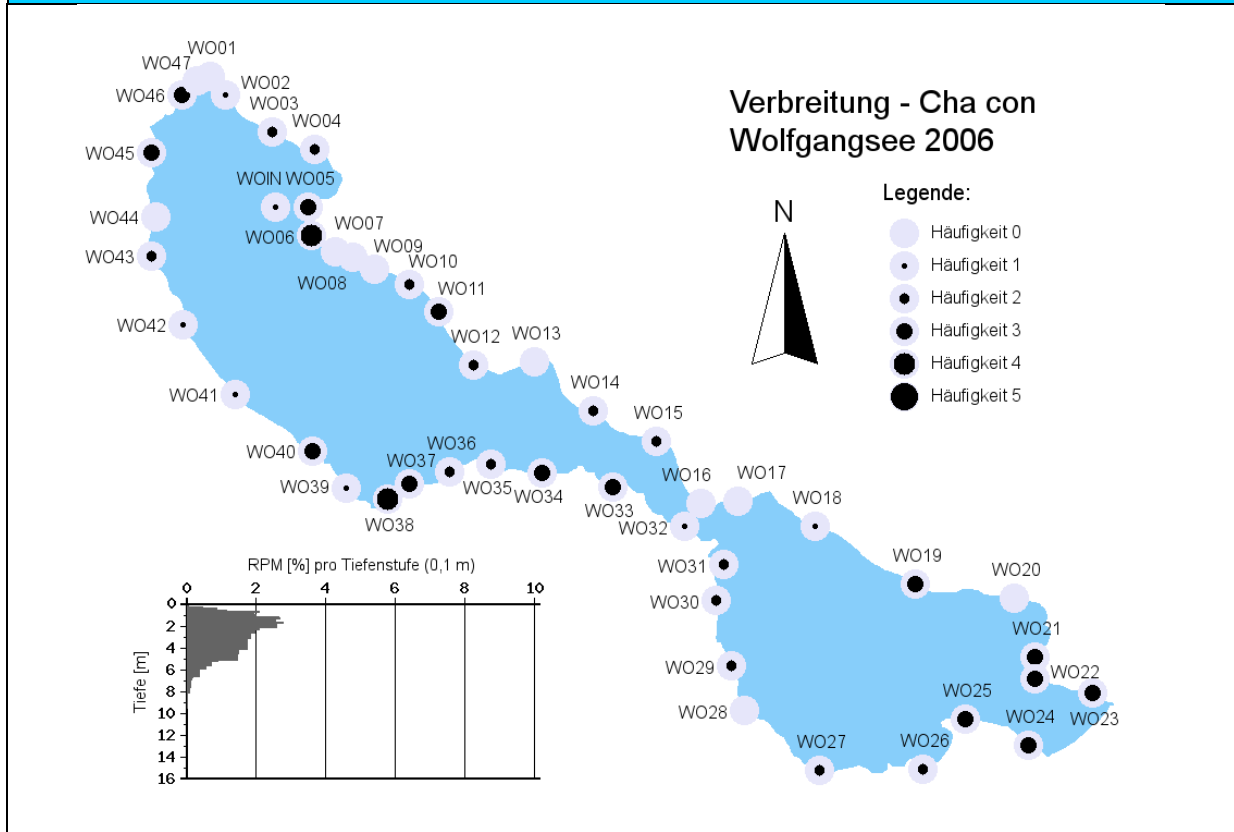 Verbreitung - Cha con
Wolfgangsee 2006
Legende:
Häufigkeit 0
Häufigkeit 1
Häufigkeit 2
Häufigkeit 3
Häufigkeit 4
Häufigkeit 5
N
WO01
WO47
WO02
WO46
WO03
WO04
WO45
WOIN
WO05
WO44
WO06
WO07
WO09
WO43
WO08
WO10
WO11
WO42
WO12
WO13
WO41
WO14
WO15
WO40
WO36
WO37
WO39
WO35
WO34
WO38
WO33
WO16
WO17
WO32
WO18
WO31
WO19
WO20
WO30
WO21
WO29
WO22
WO28
WO25
WO23
WO24
WO27
WO26
RPM [%] pro Tiefenstufe (0,1 m)
0 2 4 6 8 10
Tiefe [m]
0
2
4
6
8
10
12
14
16